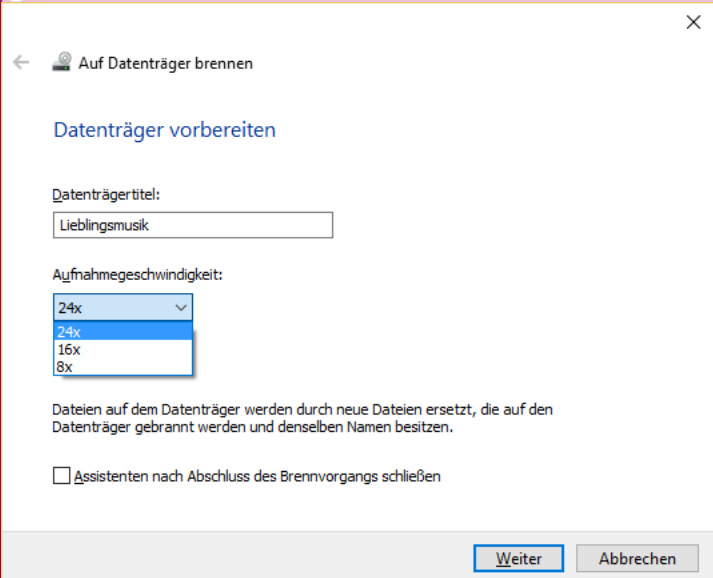 Auf Datenträger brennen
Datenträger vorbereiten
Datenträgertitel:
Lieblingsmusik
Aufnahmegeschwindigkeit:
24x
24x
16x
8x
Dateien auf dem Datenträger werden durch neue Dateien ersetzt, die auf den
Datenträger gebrannt werden und denselben Namen besitzen.
Assistenten nach Abschluss des Brennvorgangs schließen
Weiter
Abbrechen